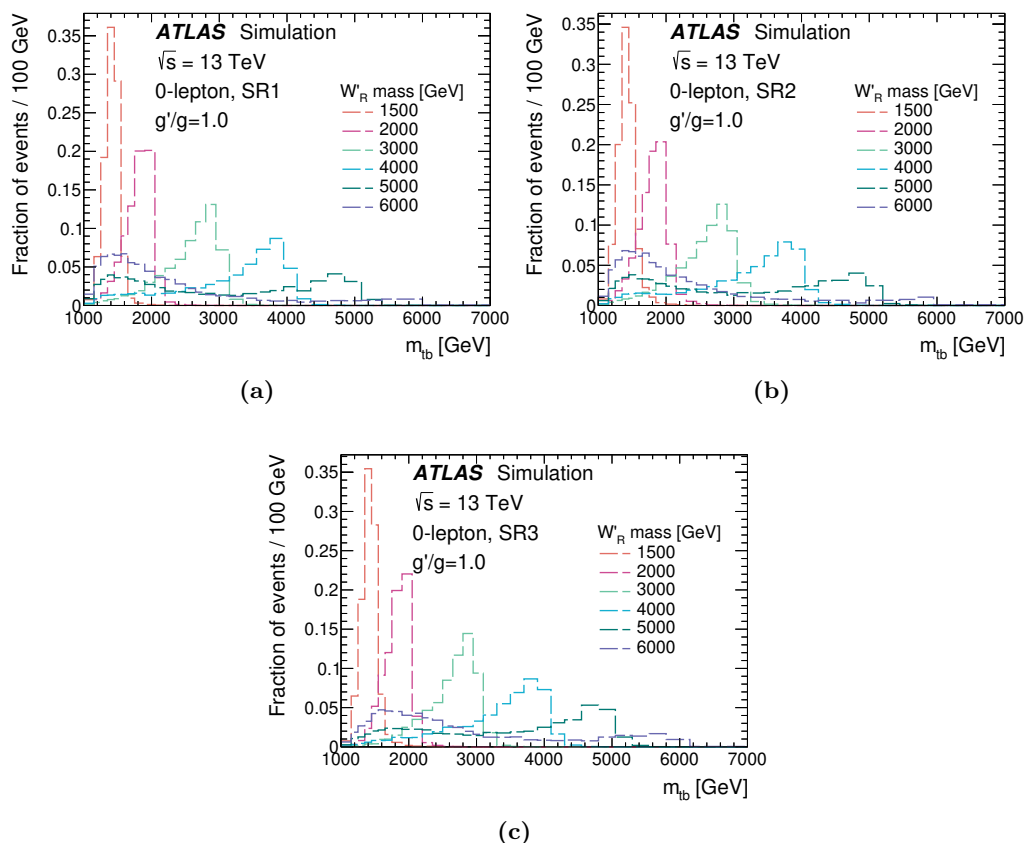 Fraction of events / 100 GeV
ATLAS Simulation
√s = 13 TeV
0-lepton, SR1
g'/g=1.0
W'R mass [GeV]
1500
2000
3000
4000
5000
6000
0.35
0.3
0.25
0.2
0.15
0.1
0.05
0
1000 2000 3000 4000 5000 6000 7000
mtb [GeV]
(a)
Fraction of events / 100 GeV
ATLAS Simulation
√s = 13 TeV
0-lepton, SR2
g'/g=1.0
W'R mass [GeV]
1500
2000
3000
4000
5000
6000
0.35
0.3
0.25
0.2
0.15
0.1
0.05
0
1000 2000 3000 4000 5000 6000 7000
mtb [GeV]
(b)
Fraction of events / 100 GeV
ATLAS Simulation
√s = 13 TeV
0-lepton, SR3
g'/g=1.0
W'R mass [GeV]
1500
2000
3000
4000
5000
6000
0.35
0.3
0.25
0.2
0.15
0.1
0.05
0
1000 2000 3000 4000 5000 6000 7000
mtb [GeV]
(c)